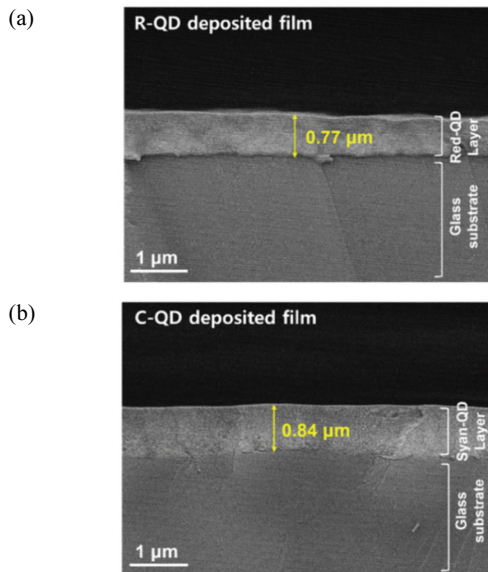 (a)
R-QD deposited film
0.77 μm
Red-QD
Layer
Glass
substrate
1 μm
(b)
C-QD deposited film
0.84 μm
Syan-QD
Layer
Glass
substrate
1 μm